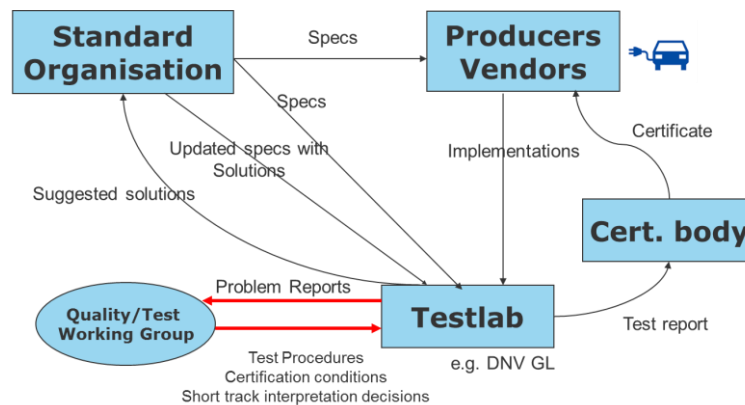 Standard
Organisation
Specs
Producers
Vendors
Specs
Certificate
Updated specs with
Solutions
Implementations
Suggested solutions
Cert. body
Problem Reports
Quality/Test
Working Group
Testlab
Test report
Test Procedures
e.g. DNV GL
Certification conditions
Short track interpretation decisions